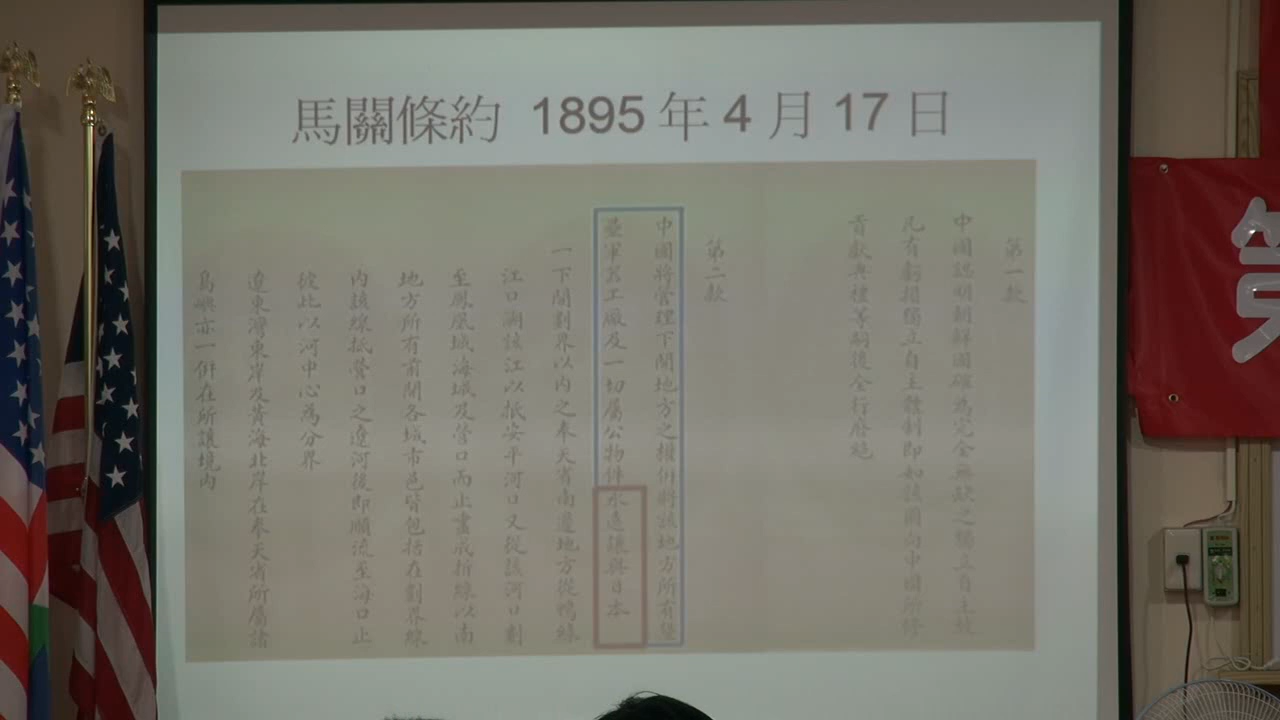 馬關條約 1895年4月17日
第一款
中國認明朝鮮國確為完全無缺之獨立自主故
凡有虧損獨立自主體制即如該國向中國所修
貢獻典禮等嗣後全行廢絕
第二款
中國將管理下開地方之權併將該地方所有堡
壘軍器工廠及一切屬公物件永遠讓與日本
一下開劃界以內之奉天省南邊地方從鴨綠
江口溯該江以抵安平河口又從該河口劃
至鳳凰城海城及營口而止畫成折線以南
地方所有前開各城市邑皆包括在劃界線
內該線抵營口之遼河後即順流至海口止
彼此以河中心為分界
遼東灣東岸及黃海北岸在奉天省所屬諸
島嶼亦一併在所讓境內